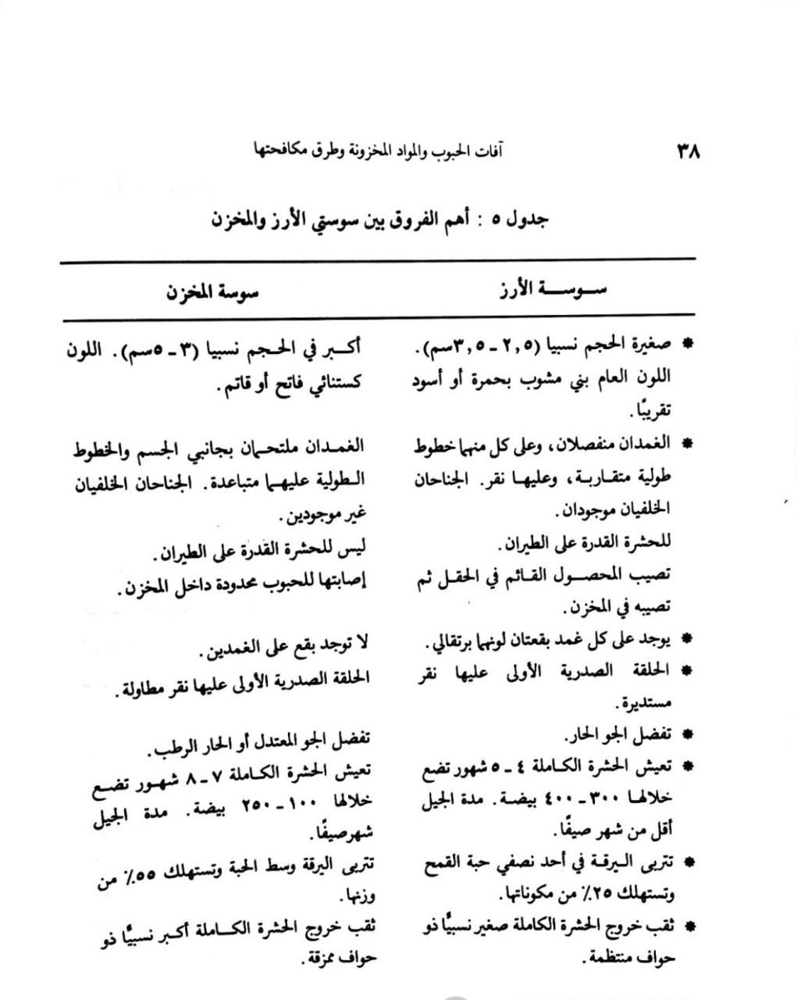 ٣٨
آفات الحبوب والمواد المخزونة وطرق مكافحتها
جدول ٥ : أهم الفروق بين سوستي الأرز والمخزن
سوسة الأرز
سوسة المخزن
* صغيرة الحجم نسبيا (٢,٥ – ٣,٥سم).
اللون العام بني مشوب بحمرة أو أسود
تقريبًا.
أكبر في الحجم نسبيا (٣ – ٥سم). اللون
كستنائي فاتح أو قاتم.
* الغمدان منفصلان، وعلى كل منهما خطوط
طولية متقاربة، وعليها نقر. الجناحان
الخلفيان موجودان.
الغمدان ملتحمان بجانبي الجسم والخطوط
الطولية عليهما متباعدة. الجناحان الخلفيان
غير موجودين.
للحشرة القدرة على الطيران.
ليس للحشرة القدرة على الطيران.
تصيب المحصول القائم في الحقل ثم
تصيبه في المخزن.
إصابتها للحبوب محدودة داخل المخزن.
* يوجد على كل غمد بقعتان لونهما برتقالي.
لا توجد بقع على الغمدين.
* الحلقة الصدرية الأولى عليها نقر
مستديرة.
الحلقة الصدرية الأولى عليها نقر مطاولة.
* تفضل الجو الحار.
تفضل الجو المعتدل أو الحار الرطب.
* تعيش الحشرة الكاملة ٤ – ٥ شهور تضع
خلالها ٣٠٠ – ٤٠٠ بيضة. مدة الجيل
أقل من شهر صيفًا.
تعيش الحشرة الكاملة ٧ – ٨ شهور تضع
خلالها ١٠٠ – ٢٥٠ بيضة. مدة الجيل
شهرصيفًا.
* تتربى اليرقة في أحد نصفي حبة القمح
وتستهلك ٢٥٪ من مكوناتها.
تتربى اليرقة وسط الحبة وتستهلك ٥٥٪ من
وزنها.
* ثقب خروج الحشرة الكاملة صغير نسبيًّا ذو
حواف منتظمة.
ثقب خروج الحشرة الكاملة أكبر نسبيًّا ذو
حواف ممزقة.